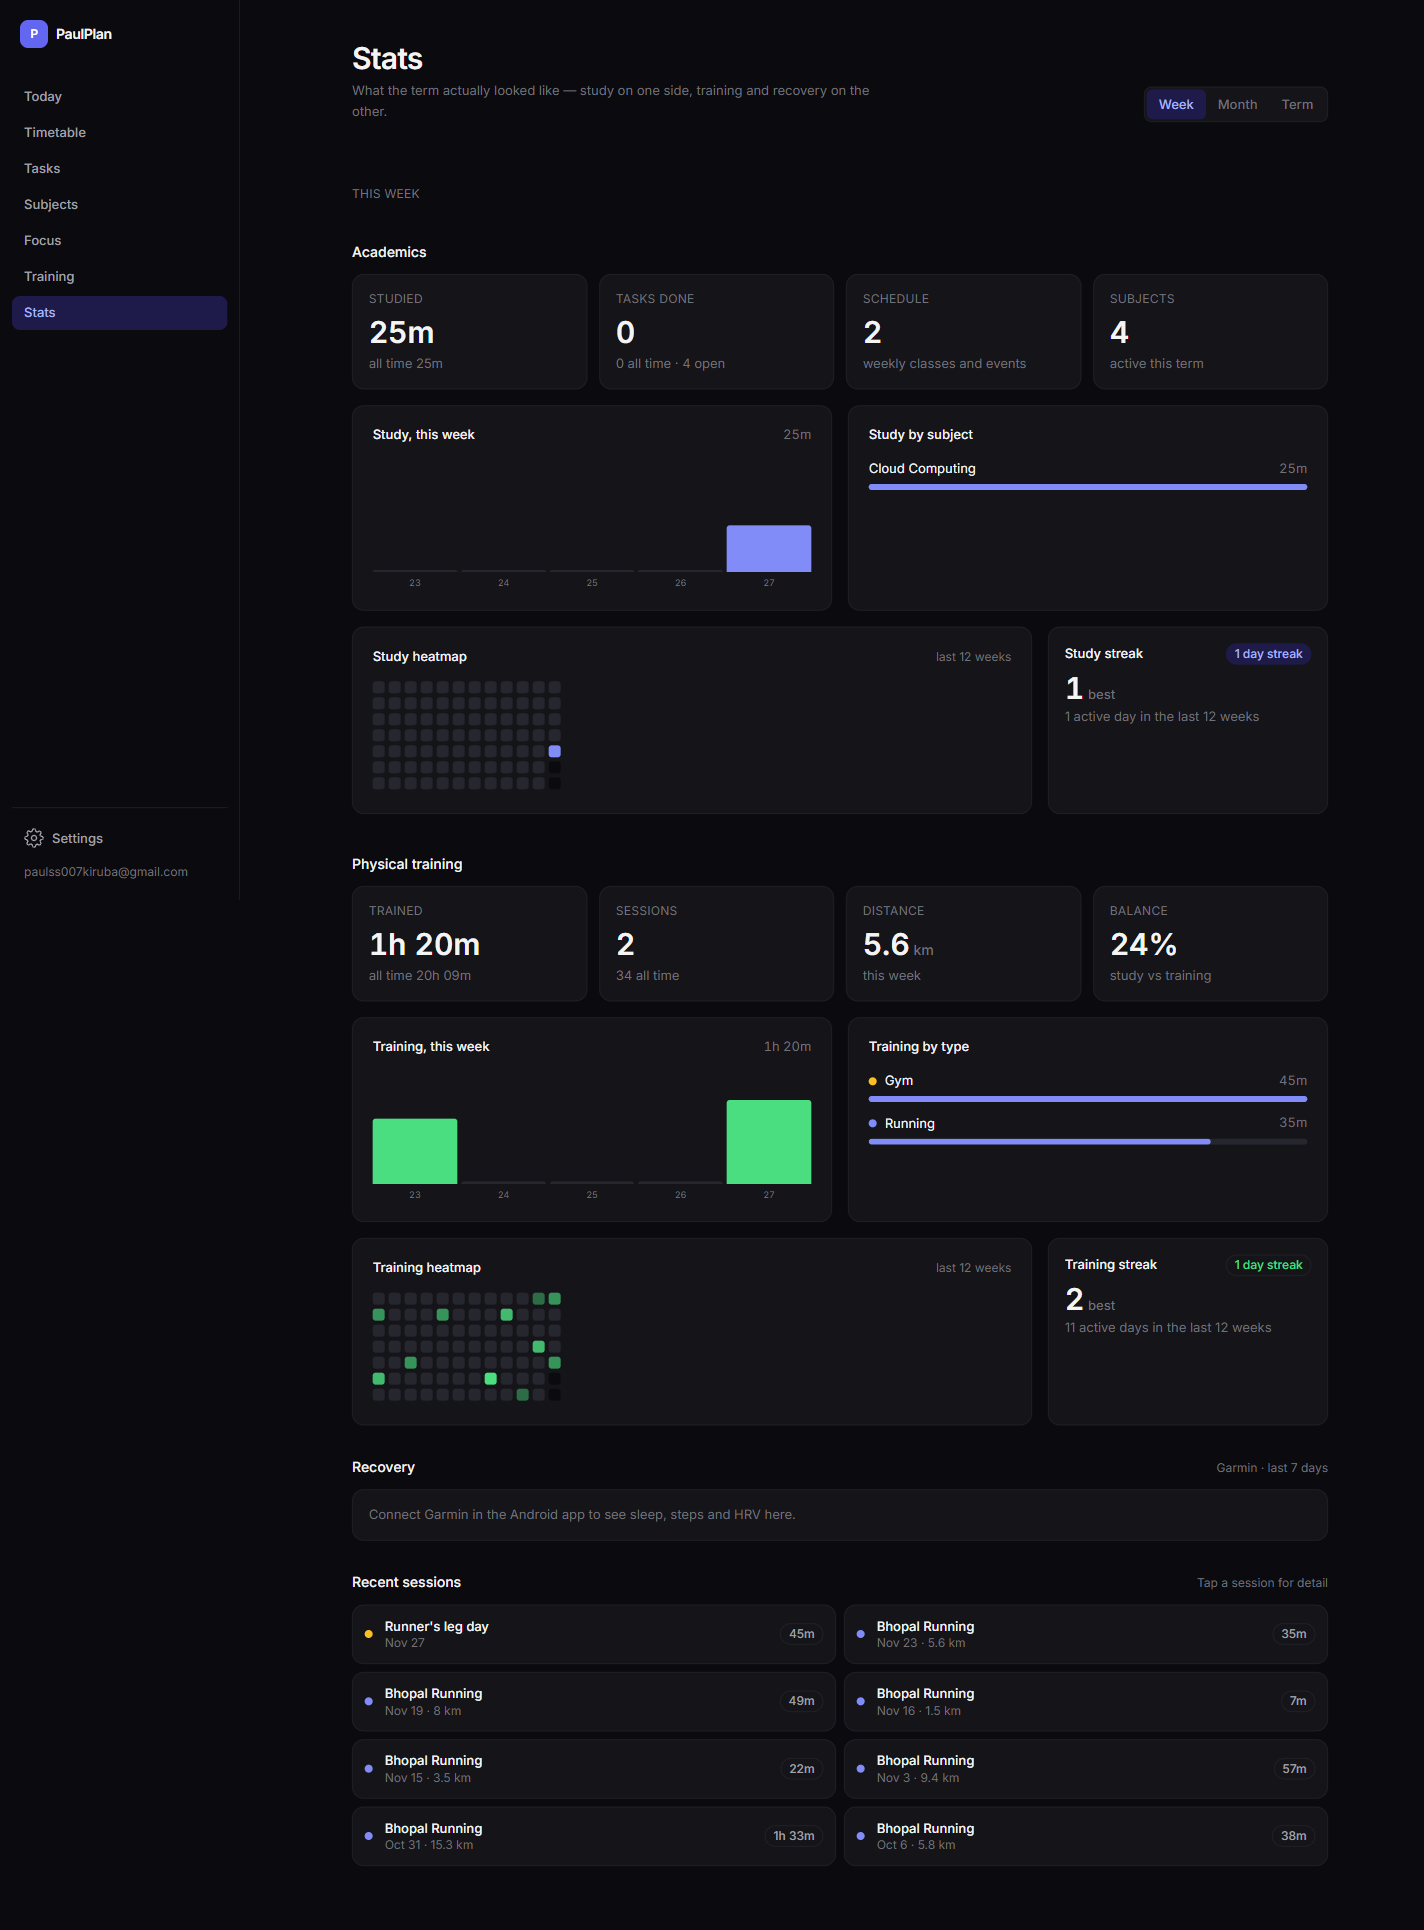 P PaulPlan
Today
Timetable
Tasks
Subjects
Focus
Training
Stats
Settings
paulss007kiruba@gmail.com
Stats
What the term actually looked like — study on one side, training and recovery on the
other.
Week Month Term
THIS WEEK
Academics
STUDIED
25m
all time 25m
TASKS DONE
0
0 all time · 4 open
SCHEDULE
2
weekly classes and events
SUBJECTS
4
active this term
Study, this week 25m
23 24 25 26 27
Study by subject
Cloud Computing 25m
Study heatmap last 12 weeks
Study streak 1 day streak
1 best
1 active day in the last 12 weeks
Physical training
TRAINED
1h 20m
all time 20h 09m
SESSIONS
2
34 all time
DISTANCE
5.6 km
this week
BALANCE
24%
study vs training
Training, this week 1h 20m
23 24 25 26 27
Training by type
Gym 45m
Running 35m
Training heatmap last 12 weeks
Training streak 1 day streak
2 best
11 active days in the last 12 weeks
Recovery Garmin · last 7 days
Connect Garmin in the Android app to see sleep, steps and HRV here.
Recent sessions Tap a session for detail
Runner's leg day 45m
Nov 27
Bhopal Running 35m
Nov 23 · 5.6 km
Bhopal Running 49m
Nov 19 · 8 km
Bhopal Running 7m
Nov 16 · 1.5 km
Bhopal Running 22m
Nov 15 · 3.5 km
Bhopal Running 57m
Nov 3 · 9.4 km
Bhopal Running 1h 33m
Oct 31 · 15.3 km
Bhopal Running 38m
Oct 6 · 5.8 km